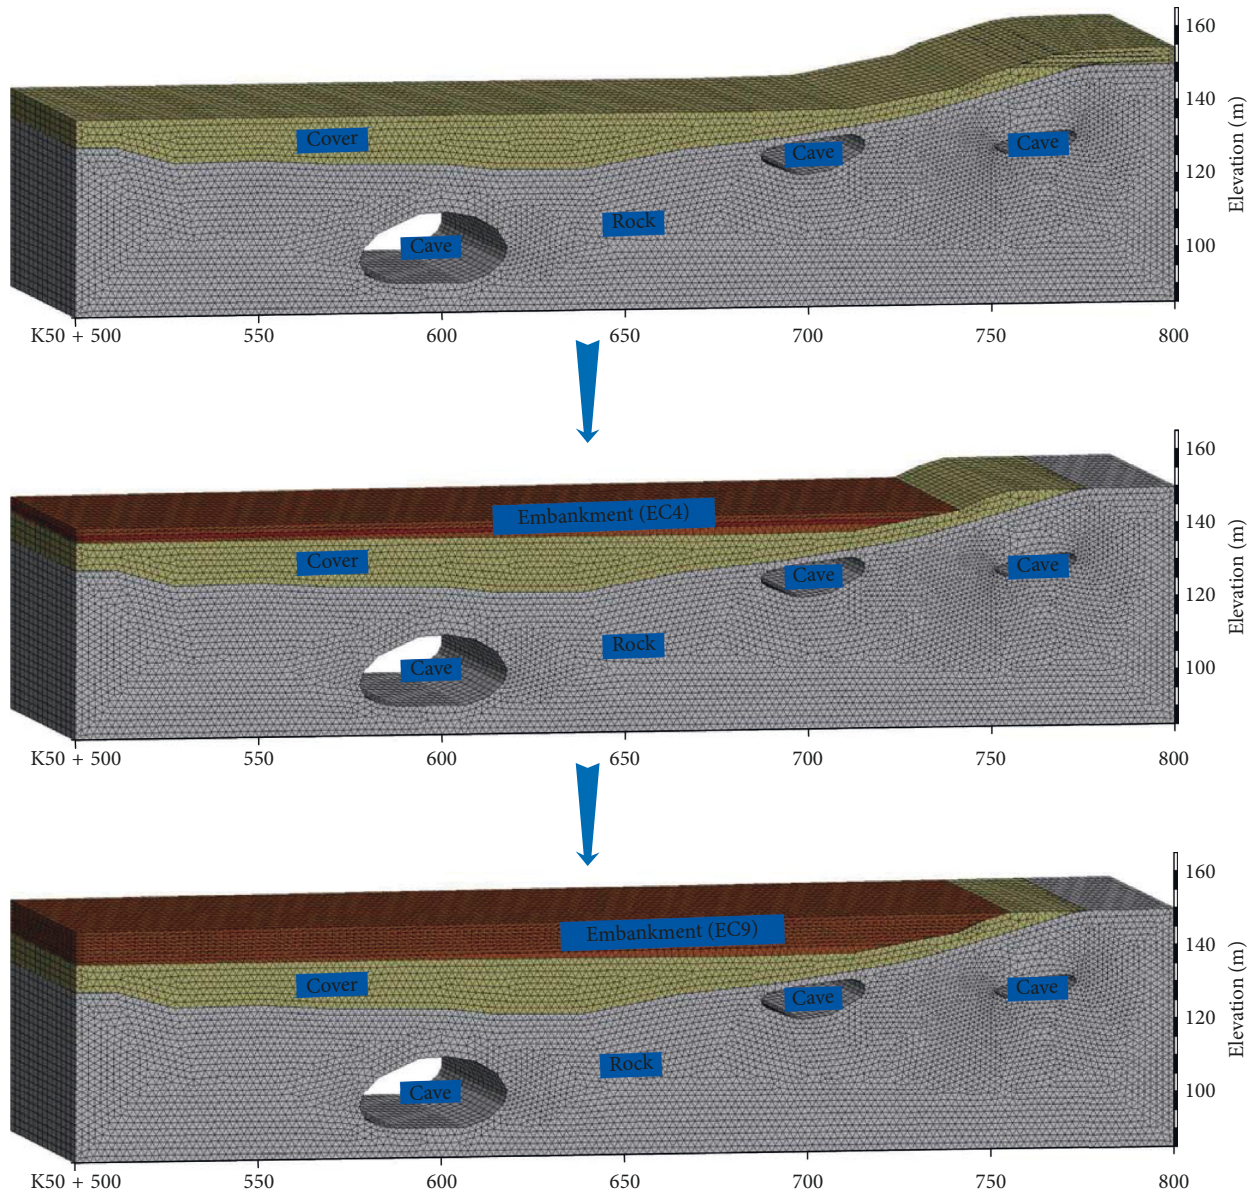 160
140
120
100
Elevation (m)
Cover
Cave
Cave
Rock
Cave
K50 + 500
550
600
650
700
750
800
160
140
120
100
Elevation (m)
Embankment (EC4)
Cover
Cave
Cave
Rock
Cave
K50 + 500
550
600
650
700
750
800
160
140
120
100
Elevation (m)
Embankment (EC9)
Cover
Cave
Cave
Rock
Cave
K50 + 500
550
600
650
700
750
800